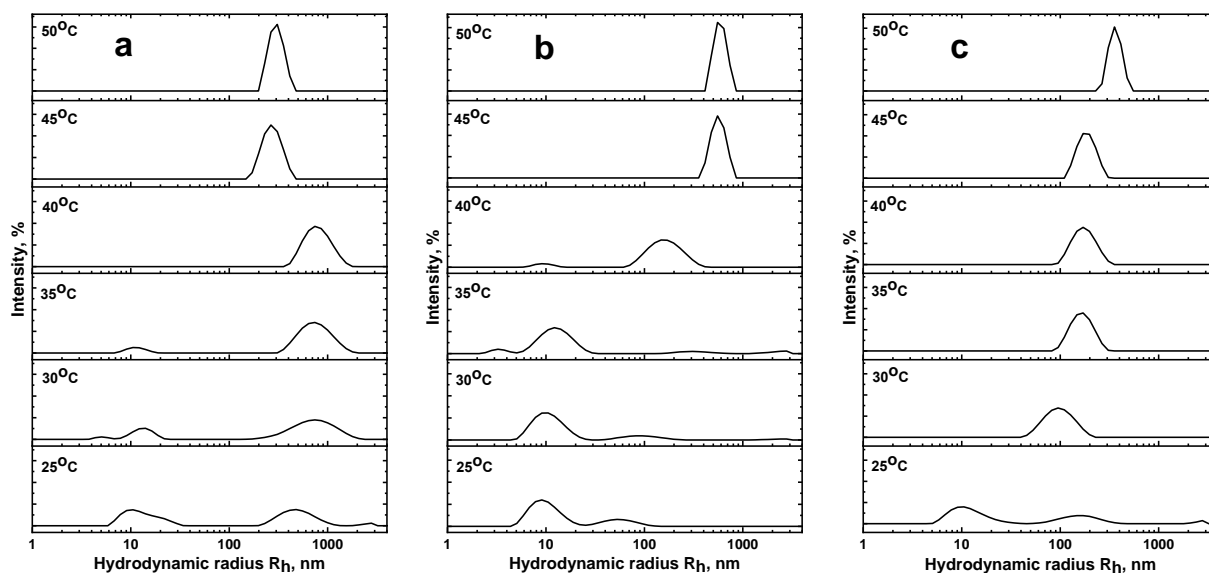 a
50°C
45°C
40°C
35°C
30°C
25°C
Intensity, %
1 10 100 1000
Hydrodynamic radius Rh, nm
b
50°C
45°C
40°C
35°C
30°C
25°C
Intensity, %
1 10 100 1000
Hydrodynamic radius Rh, nm
c
50°C
45°C
40°C
35°C
30°C
25°C
Intensity, %
1 10 100 1000
Hydrodynamic radius Rh, nm